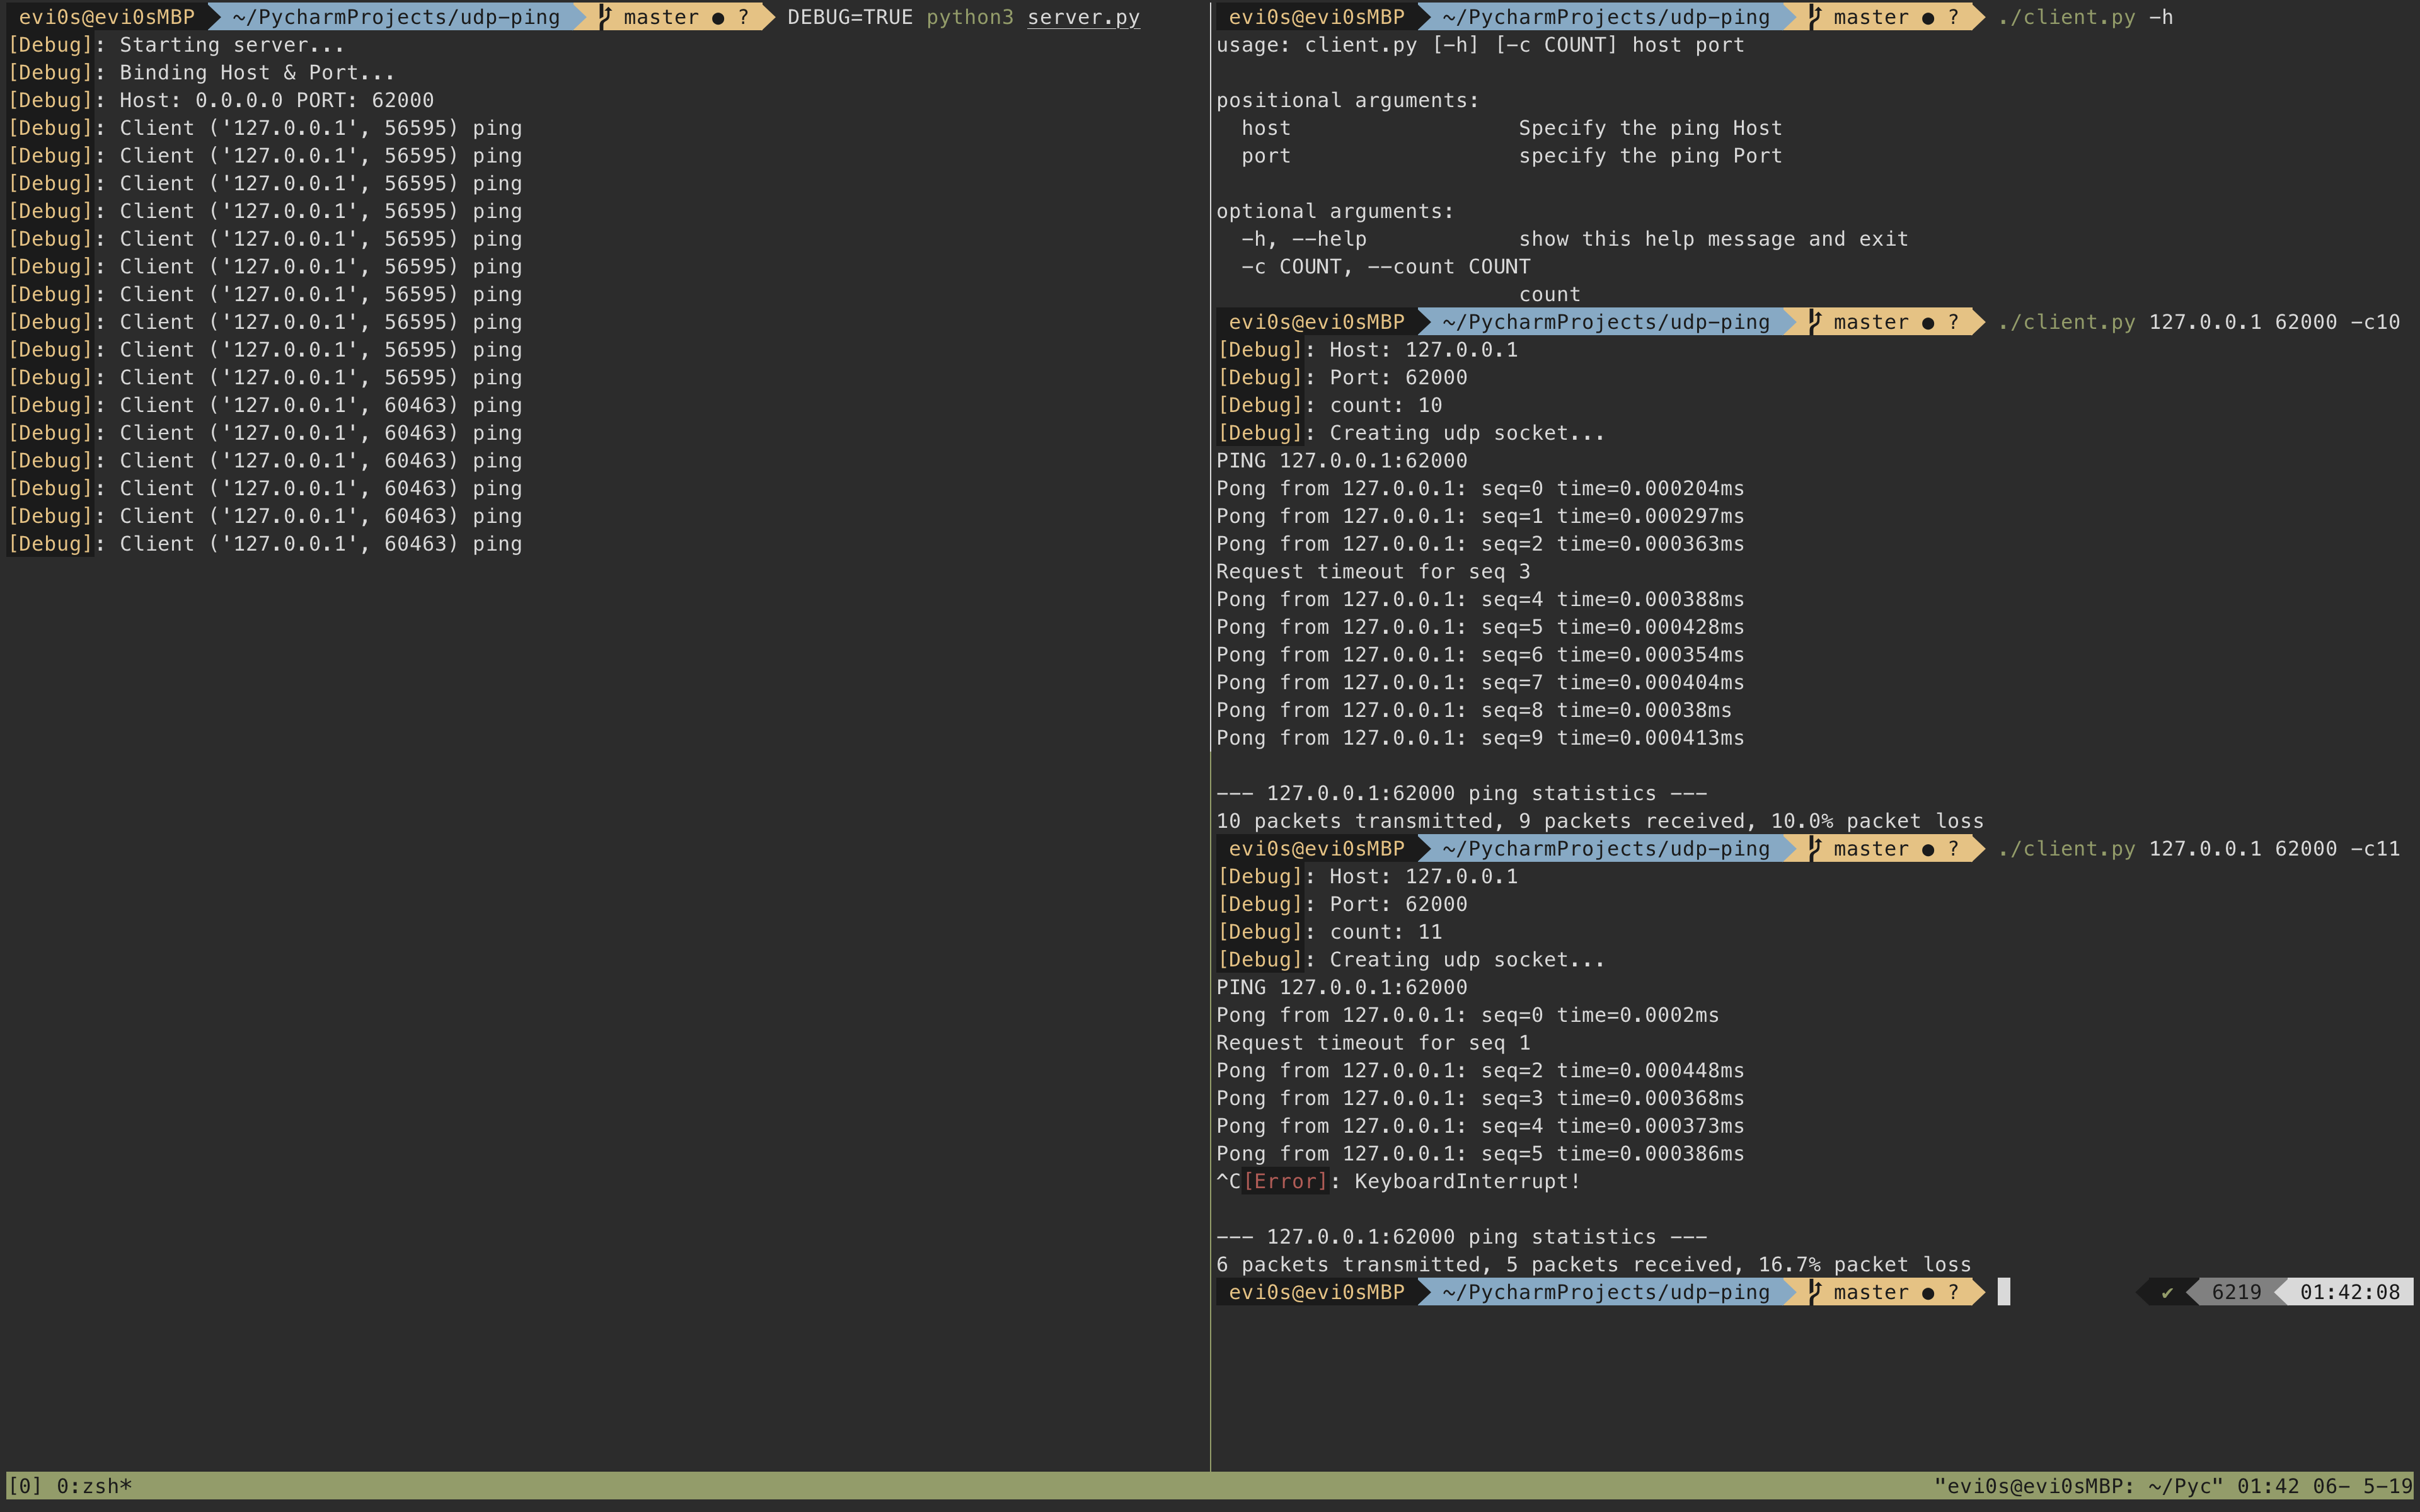 evi0s@evi0sMBP ~/PycharmProjects/udp-ping master ● ? DEBUG=TRUE python3 server.py
[Debug]: Starting server...
[Debug]: Binding Host & Port...
[Debug]: Host: 0.0.0.0 PORT: 62000
[Debug]: Client ('127.0.0.1', 56595) ping
[Debug]: Client ('127.0.0.1', 56595) ping
[Debug]: Client ('127.0.0.1', 56595) ping
[Debug]: Client ('127.0.0.1', 56595) ping
[Debug]: Client ('127.0.0.1', 56595) ping
[Debug]: Client ('127.0.0.1', 56595) ping
[Debug]: Client ('127.0.0.1', 56595) ping
[Debug]: Client ('127.0.0.1', 56595) ping
[Debug]: Client ('127.0.0.1', 56595) ping
[Debug]: Client ('127.0.0.1', 56595) ping
[Debug]: Client ('127.0.0.1', 60463) ping
[Debug]: Client ('127.0.0.1', 60463) ping
[Debug]: Client ('127.0.0.1', 60463) ping
[Debug]: Client ('127.0.0.1', 60463) ping
[Debug]: Client ('127.0.0.1', 60463) ping
[Debug]: Client ('127.0.0.1', 60463) ping
evi0s@evi0sMBP ~/PycharmProjects/udp-ping master ● ? ./client.py -h
usage: client.py [-h] [-c COUNT] host port
positional arguments:
host Specify the ping Host
port specify the ping Port
optional arguments:
-h, --help show this help message and exit
-c COUNT, --count COUNT
count
evi0s@evi0sMBP ~/PycharmProjects/udp-ping master ● ? ./client.py 127.0.0.1 62000 -c10
[Debug]: Host: 127.0.0.1
[Debug]: Port: 62000
[Debug]: count: 10
[Debug]: Creating udp socket...
PING 127.0.0.1:62000
Pong from 127.0.0.1: seq=0 time=0.000204ms
Pong from 127.0.0.1: seq=1 time=0.000297ms
Pong from 127.0.0.1: seq=2 time=0.000363ms
Request timeout for seq 3
Pong from 127.0.0.1: seq=4 time=0.000388ms
Pong from 127.0.0.1: seq=5 time=0.000428ms
Pong from 127.0.0.1: seq=6 time=0.000354ms
Pong from 127.0.0.1: seq=7 time=0.000404ms
Pong from 127.0.0.1: seq=8 time=0.00038ms
Pong from 127.0.0.1: seq=9 time=0.000413ms
--- 127.0.0.1:62000 ping statistics ---
10 packets transmitted, 9 packets received, 10.0% packet loss
evi0s@evi0sMBP ~/PycharmProjects/udp-ping master ● ? ./client.py 127.0.0.1 62000 -c11
[Debug]: Host: 127.0.0.1
[Debug]: Port: 62000
[Debug]: count: 11
[Debug]: Creating udp socket...
PING 127.0.0.1:62000
Pong from 127.0.0.1: seq=0 time=0.0002ms
Request timeout for seq 1
Pong from 127.0.0.1: seq=2 time=0.000448ms
Pong from 127.0.0.1: seq=3 time=0.000368ms
Pong from 127.0.0.1: seq=4 time=0.000373ms
Pong from 127.0.0.1: seq=5 time=0.000386ms
^C[Error]: KeyboardInterrupt!
--- 127.0.0.1:62000 ping statistics ---
6 packets transmitted, 5 packets received, 16.7% packet loss
evi0s@evi0sMBP ~/PycharmProjects/udp-ping master ● ? ✔ 6219 01:42:08
[0] 0:zsh* "evi0s@evi0sMBP: ~/Pyc" 01:42 06- 5-19